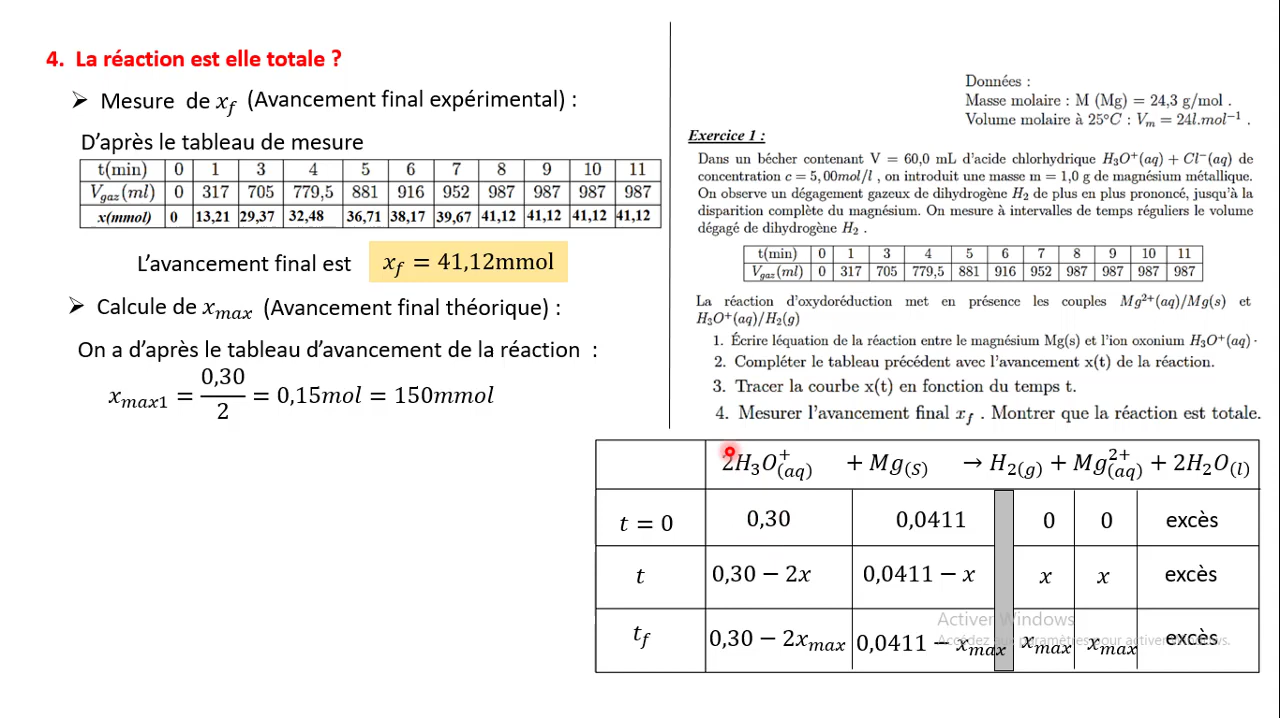 4. La réaction est elle totale ?
➢ Mesure de x_f (Avancement final expérimental) :
D'après le tableau de mesure
t(min) 0 1 3 4 5 6 7 8 9 10 11
V_gaz(ml) 0 317 705 779,5 881 916 952 987 987 987 987
x(mmol) 0 13,21 29,37 32,48 36,71 38,17 39,67 41,12 41,12 41,12 41,12
L'avancement final est x_f = 41,12mmol
➢ Calcule de x_max (Avancement final théorique) :
On a d'après le tableau d'avancement de la réaction :
x_max1 = 0,30/2 = 0,15mol = 150mmol
Données :
Masse molaire : M (Mg) = 24,3 g/mol .
Volume molaire à 25°C : V_m = 24l.mol⁻¹ .
Exercice 1 :
Dans un bécher contenant V = 60,0 mL d'acide chlorhydrique H₃O⁺(aq) + Cl⁻(aq) de
concentration c = 5,00mol/l , on introduit une masse m = 1,0 g de magnésium métallique.
On observe un dégagement gazeux de dihydrogène H₂ de plus en plus prononcé, jusqu'à la
disparition complète du magnésium. On mesure à intervalles de temps réguliers le volume
dégagé de dihydrogène H₂ .
t(min) 0 1 3 4 5 6 7 8 9 10 11
V_gaz(ml) 0 317 705 779,5 881 916 952 987 987 987 987
La réaction d'oxydoréduction met en présence les couples Mg²⁺(aq)/Mg(s) et
H₃O⁺(aq)/H₂(g)
1. Écrire léquation de la réaction entre le magnésium Mg(s) et l'ion oxonium H₃O⁺(aq)·
2. Compléter le tableau précédent avec l'avancement x(t) de la réaction.
3. Tracer la courbe x(t) en fonction du temps t.
4. Mesurer l'avancement final x_f . Montrer que la réaction est totale.
2H₃O⁺(aq) + Mg(s) → H₂(g) + Mg²⁺(aq) + 2H₂O(l)
t = 0 0,30 0,0411 0 0 excès
t 0,30 − 2x 0,0411 − x x x excès
t_f 0,30 − 2x_max 0,0411 − x_max x_max x_max excès
Activer Windows
Accédez aux paramètres pour activer Windows.